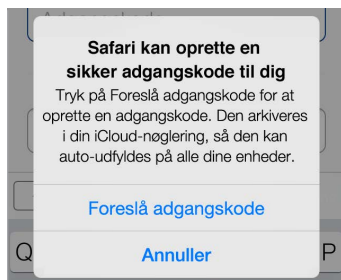 Adgangskode
Safari kan oprette en
sikker adgangskode til dig
Tryk på Foreslå adgangskode for at
oprette en adgangskode. Den arkiveres
i din iCloud-nøglering, så den kan
auto-udfyldes på alle dine enheder.
Foreslå adgangskode
Q P
Annuller